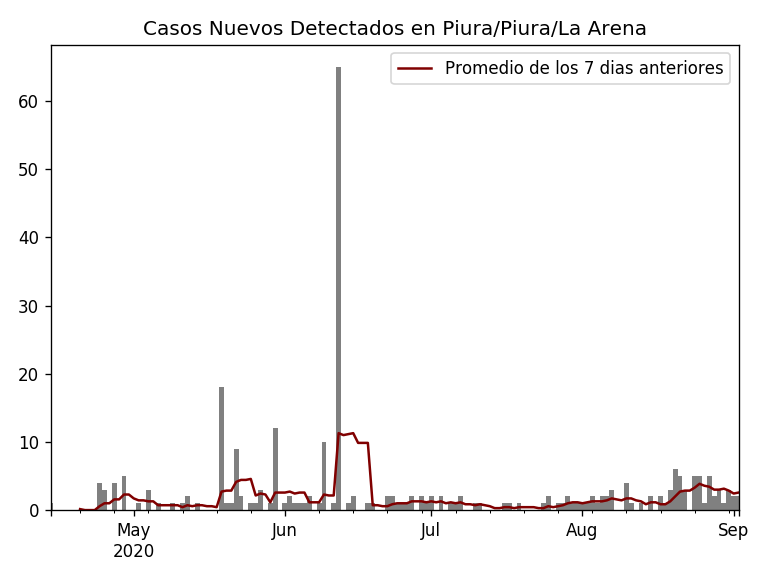 Casos Nuevos Detectados en Piura/Piura/La Arena
Promedio de los 7 dias anteriores
60
50
40
30
20
10
0
May Jun Jul Aug Sep
2020